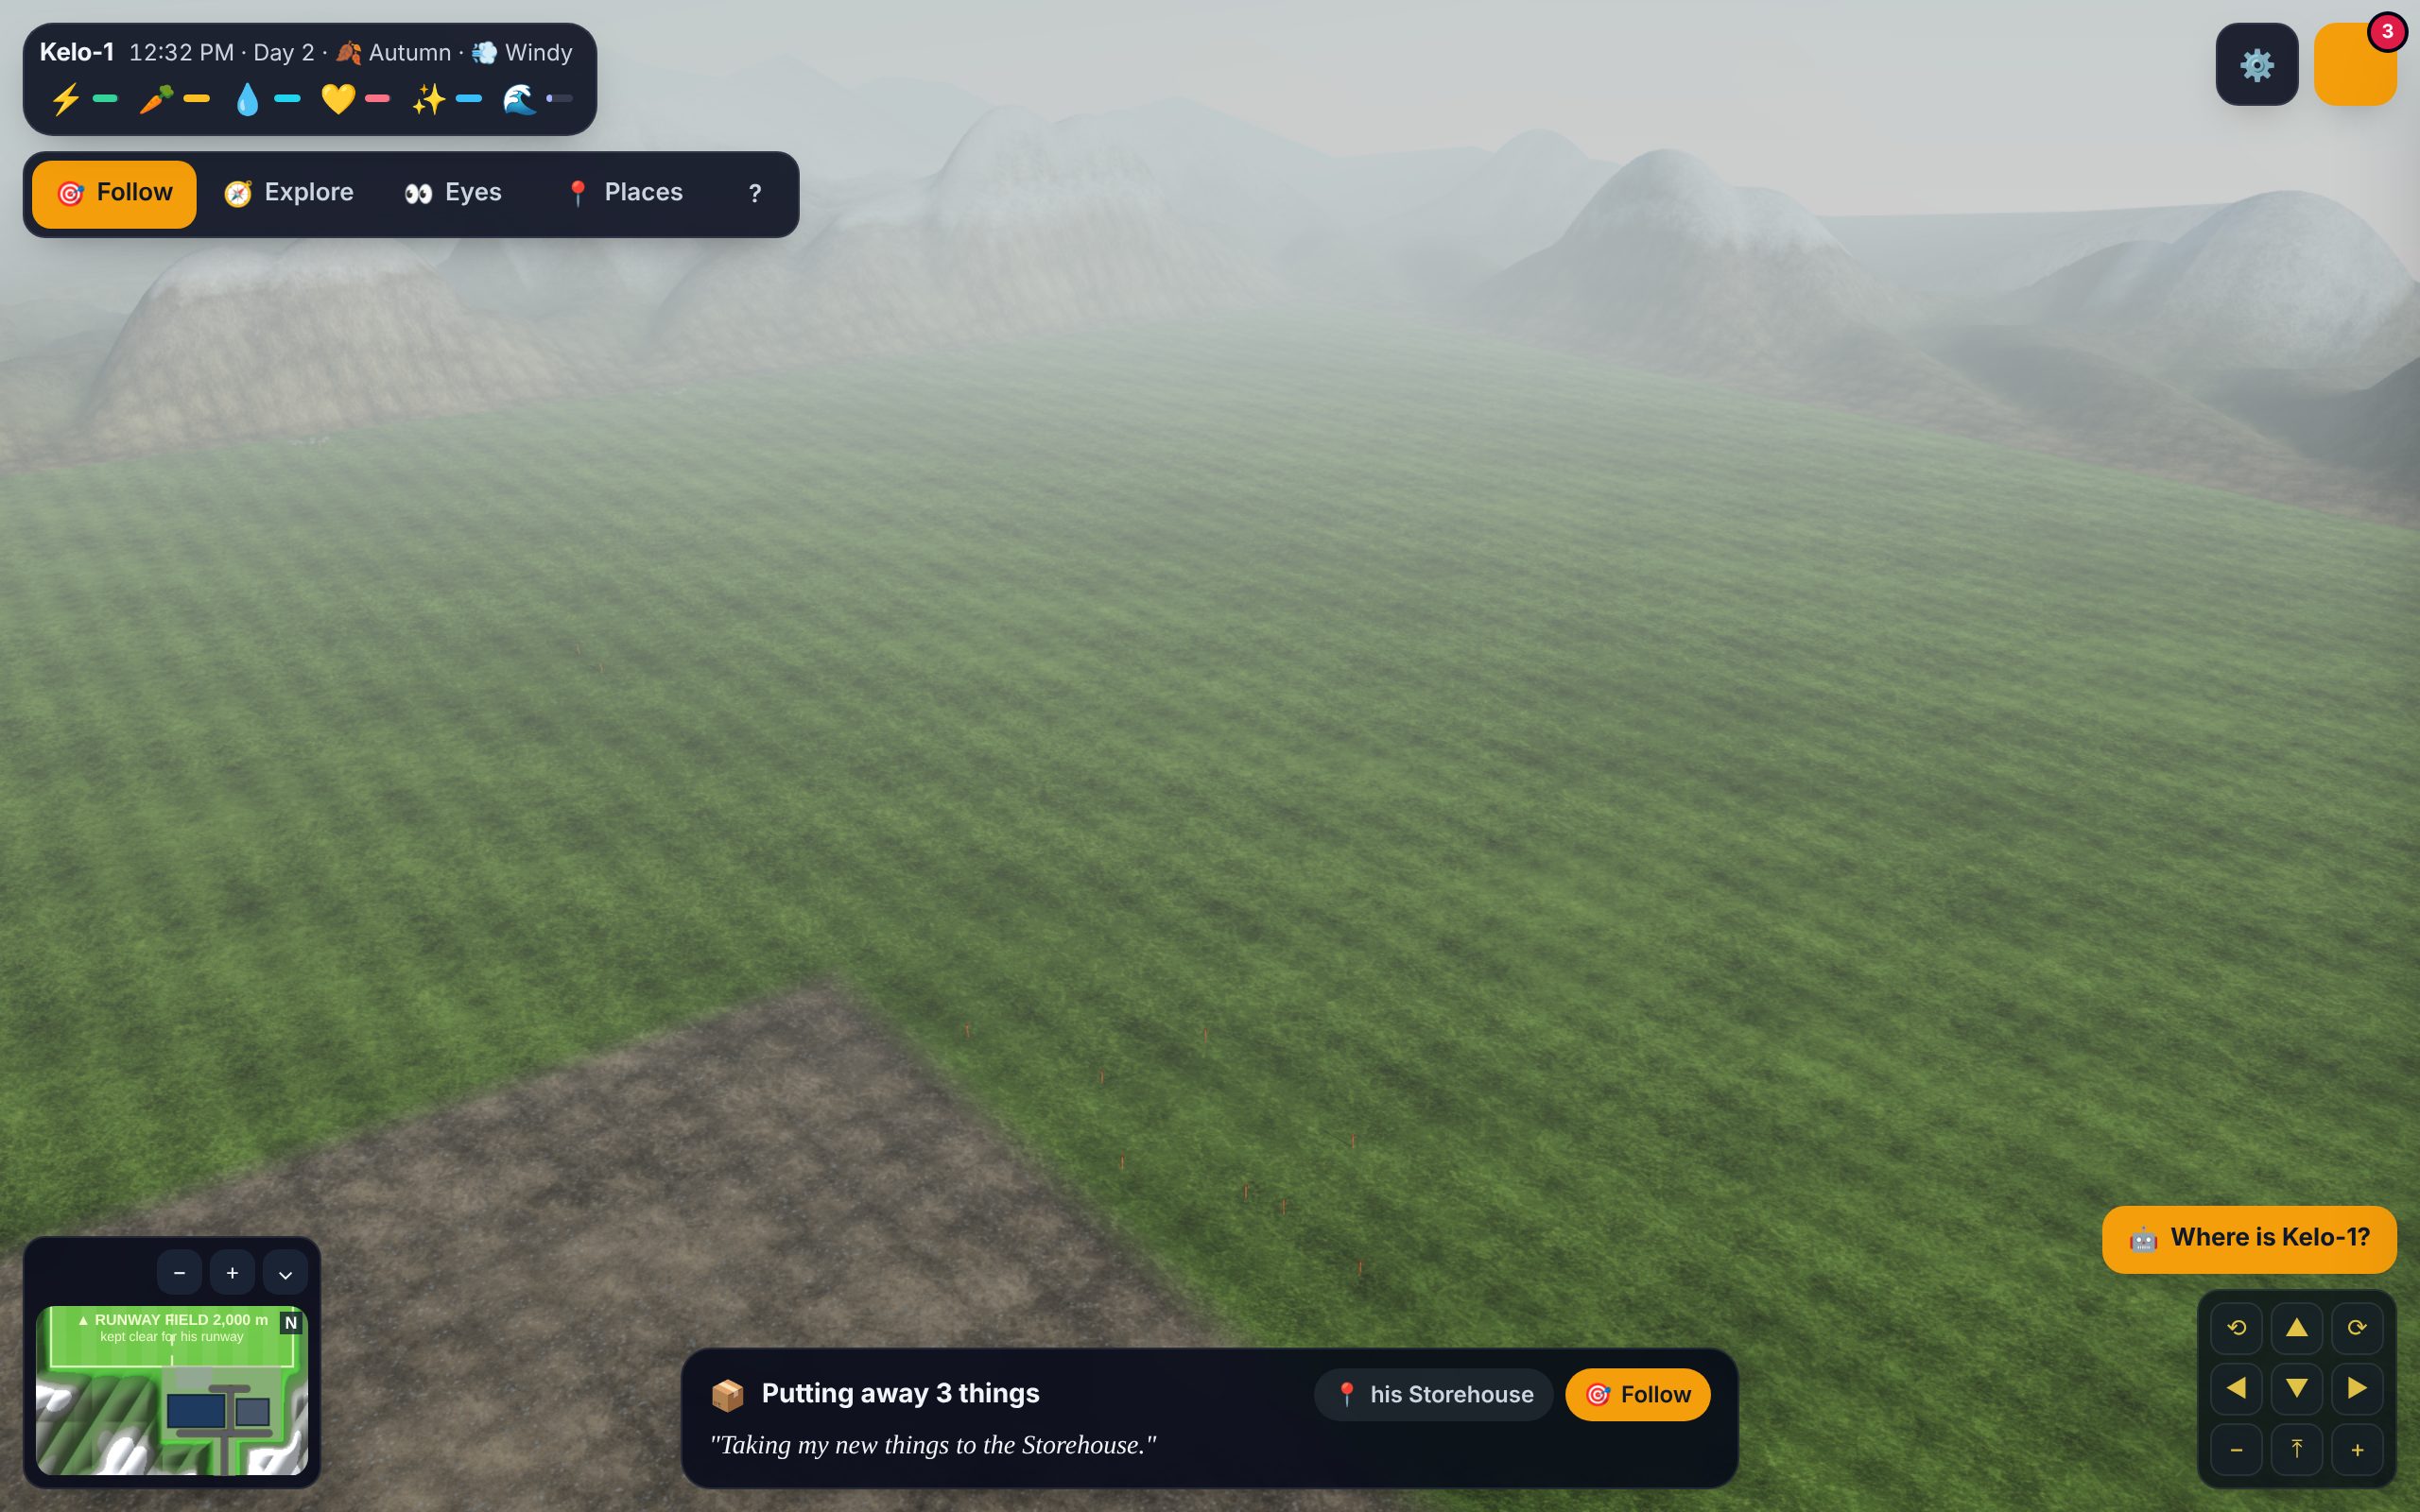 Kelo-1 12:32 PM · Day 2 · 🍂 Autumn · 💨 Windy
3
Follow
Explore
Eyes
Places
?
Where is Kelo-1?
▲ RUNWAY FIELD 2,000 m
N
kept clear for his runway
Putting away 3 things
his Storehouse
Follow
"Taking my new things to the Storehouse."